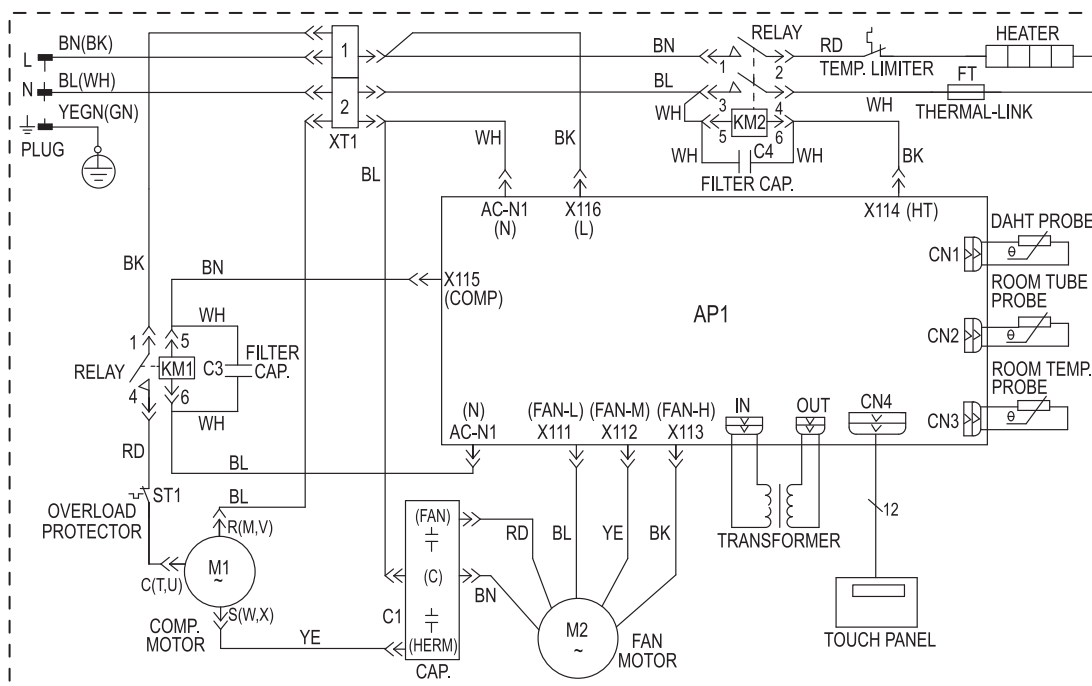 L
BN(BK)
N
BL(WH)
YEGN(GN)
PLUG
1
2
XT1
BN
BL
RELAY
1
2
3
4
5
6
KM2
WH
RD
TEMP. LIMITER
HEATER
FT
THERMAL-LINK
WH
WH
C4
WH
FILTER CAP.
BK
WH
BK
BL
AC-N1
(N)
X116
(L)
X114 (HT)
BK
BN
X115
(COMP)
AP1
CN1
DAHT PROBE
θ
CN2
ROOM TUBE
PROBE
θ
CN3
ROOM TEMP.
PROBE
θ
WH
1
5
RELAY
KM1
C3
FILTER
CAP.
4
6
WH
RD
BL
(N)
AC-N1
(FAN-L)
X111
(FAN-M)
X112
(FAN-H)
X113
IN
OUT
CN4
ST1
OVERLOAD
PROTECTOR
BL
R(M,V)
M1
~
C(T,U)
S(W,X)
COMP.
MOTOR
YE
(FAN)
(C)
C1
(HERM)
CAP.
RD
BN
BL
YE
BK
M2
~
FAN
MOTOR
TRANSFORMER
12
TOUCH PANEL